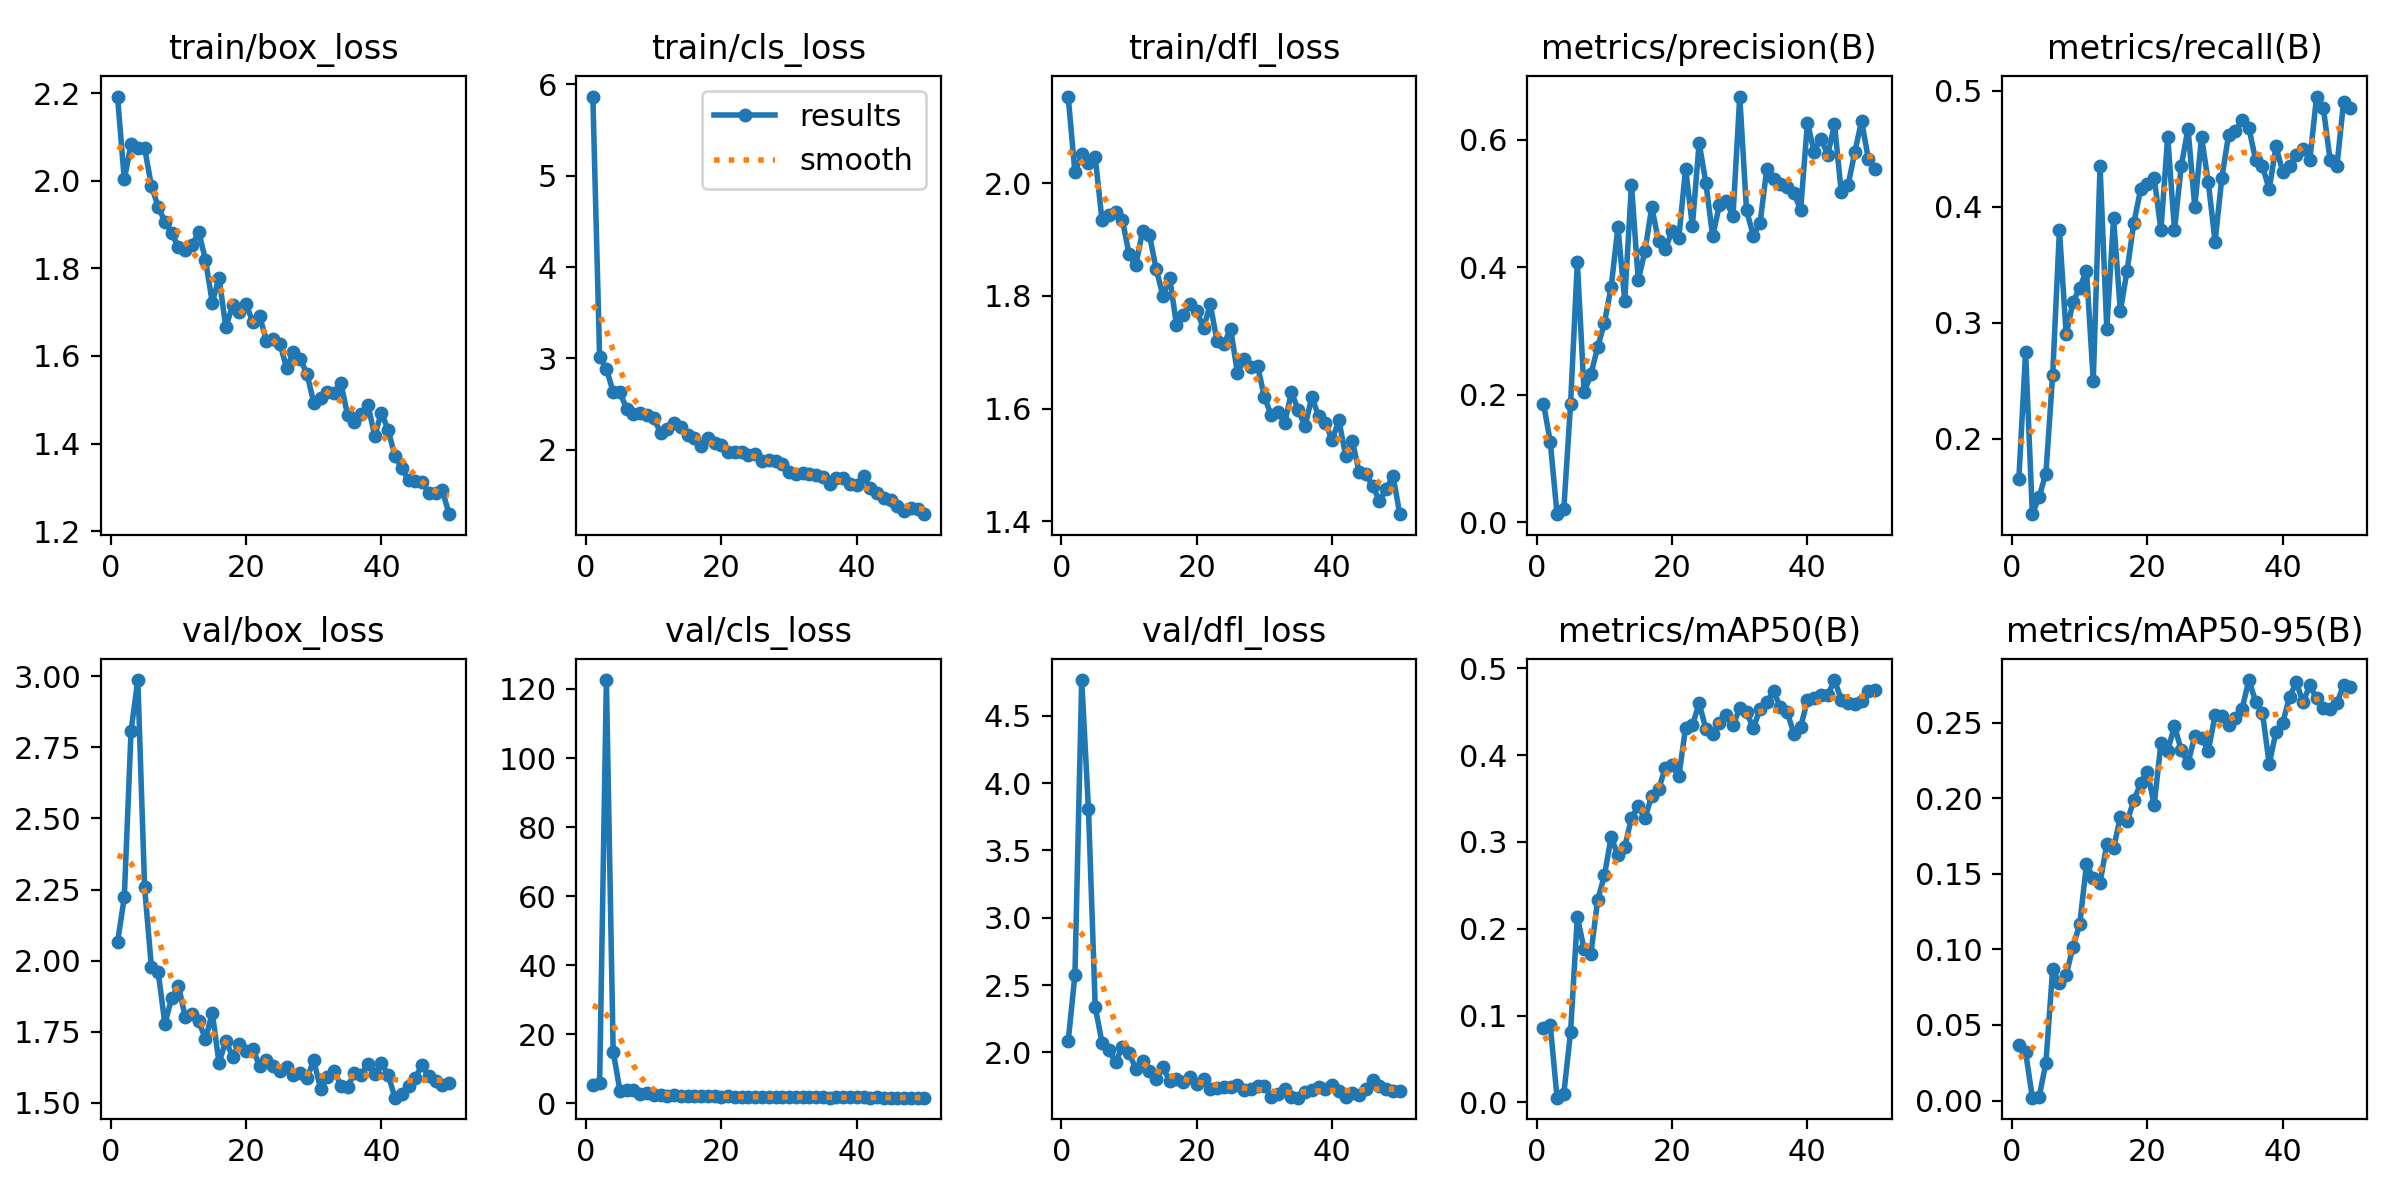 train/box_loss
2.2
2.0
1.8
1.6
1.4
1.2
0 20 40
train/cls_loss
results
smooth
6
5
4
3
2
0 20 40
train/dfl_loss
2.0
1.8
1.6
1.4
0 20 40
metrics/precision(B)
0.6
0.4
0.2
0.0
0 20 40
metrics/recall(B)
0.5
0.4
0.3
0.2
0 20 40
val/box_loss
3.00
2.75
2.50
2.25
2.00
1.75
1.50
0 20 40
val/cls_loss
120
100
80
60
40
20
0
0 20 40
val/dfl_loss
4.5
4.0
3.5
3.0
2.5
2.0
0 20 40
metrics/mAP50(B)
0.5
0.4
0.3
0.2
0.1
0.0
0 20 40
metrics/mAP50-95(B)
0.25
0.20
0.15
0.10
0.05
0.00
0 20 40